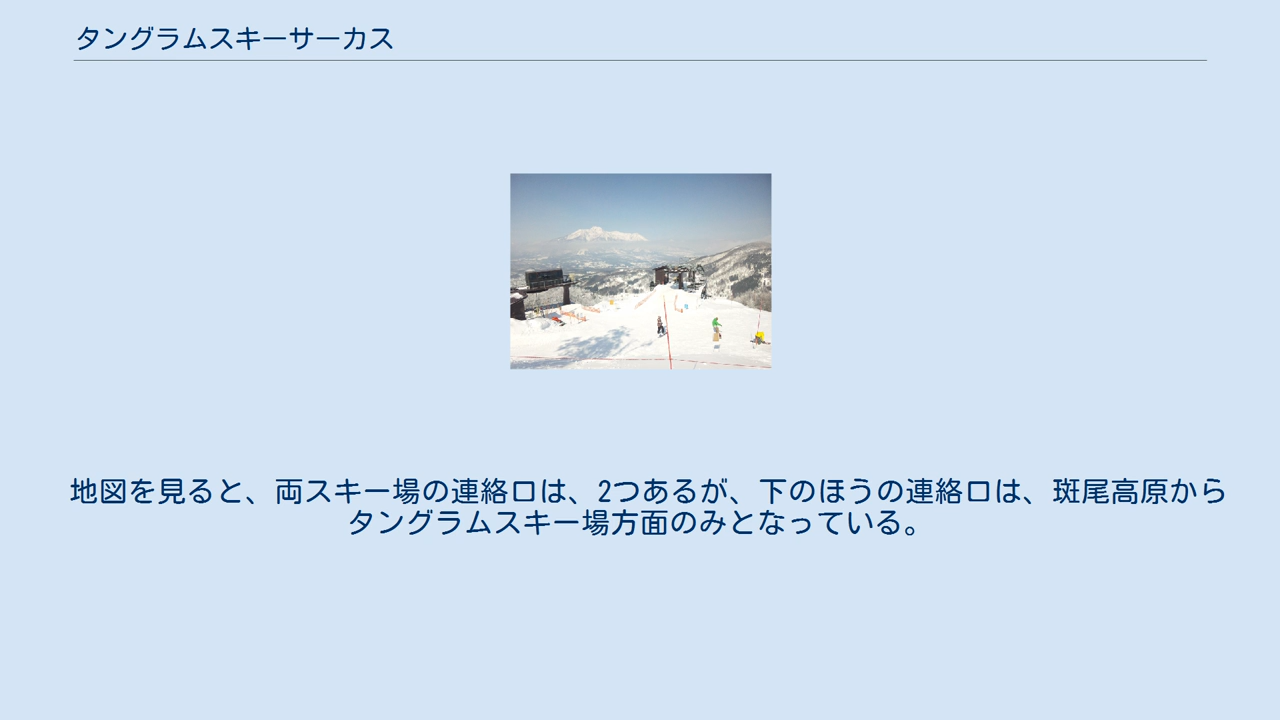 タングラムスキーサーカス
地図を見ると、両スキー場の連絡口は、2つあるが、下のほうの連絡口は、斑尾高原から
タングラムスキー場方面のみとなっている。